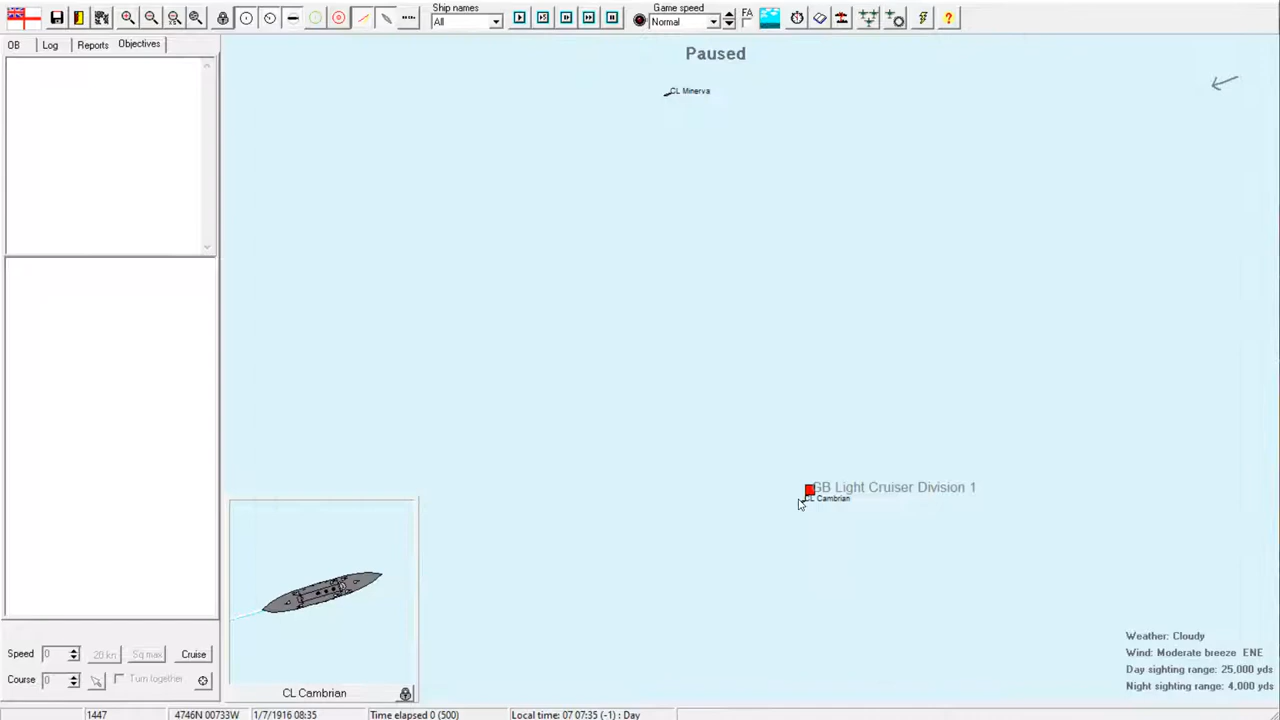 Ship names
All
Game speed
Normal
FA
OB
Log
Reports
Objectives
Paused
CL Minerva
GB Light Cruiser Division 1
CL Cambrian
Weather: Cloudy
Wind: Moderate breeze ENE
Day sighting range: 25,000 yds
Night sighting range: 4,000 yds
Speed
0
20 kn
Sq max
Cruise
Course
0
Turn together
CL Cambrian
1447
4746N 00733W
1/7/1916 08:35
Time elapsed 0 (500)
Local time: 07 07:35 (-1) : Day